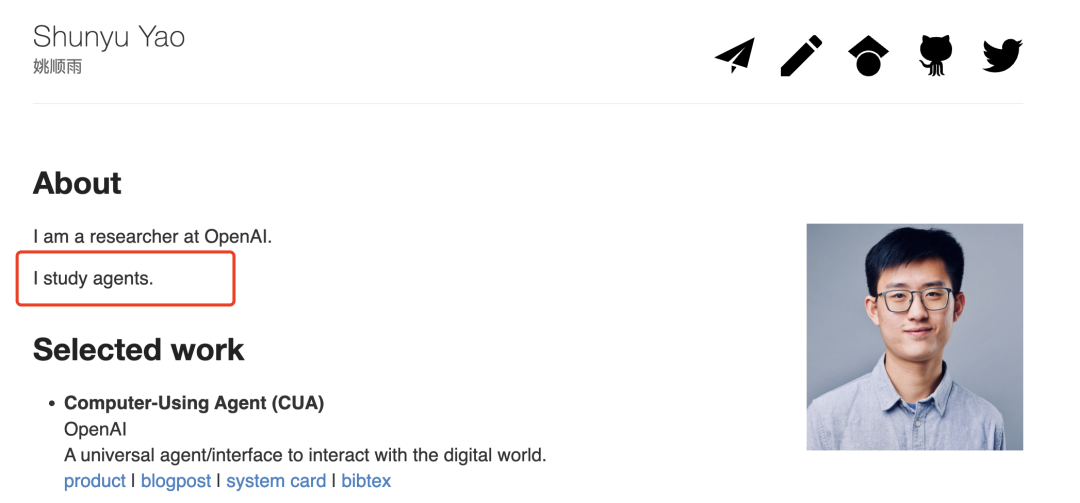 Shunyu Yao
姚顺雨
About
I am a researcher at OpenAI.
I study agents.
Selected work
• Computer-Using Agent (CUA)
OpenAI
A universal agent/interface to interact with the digital world.
product | blogpost | system card | bibtex